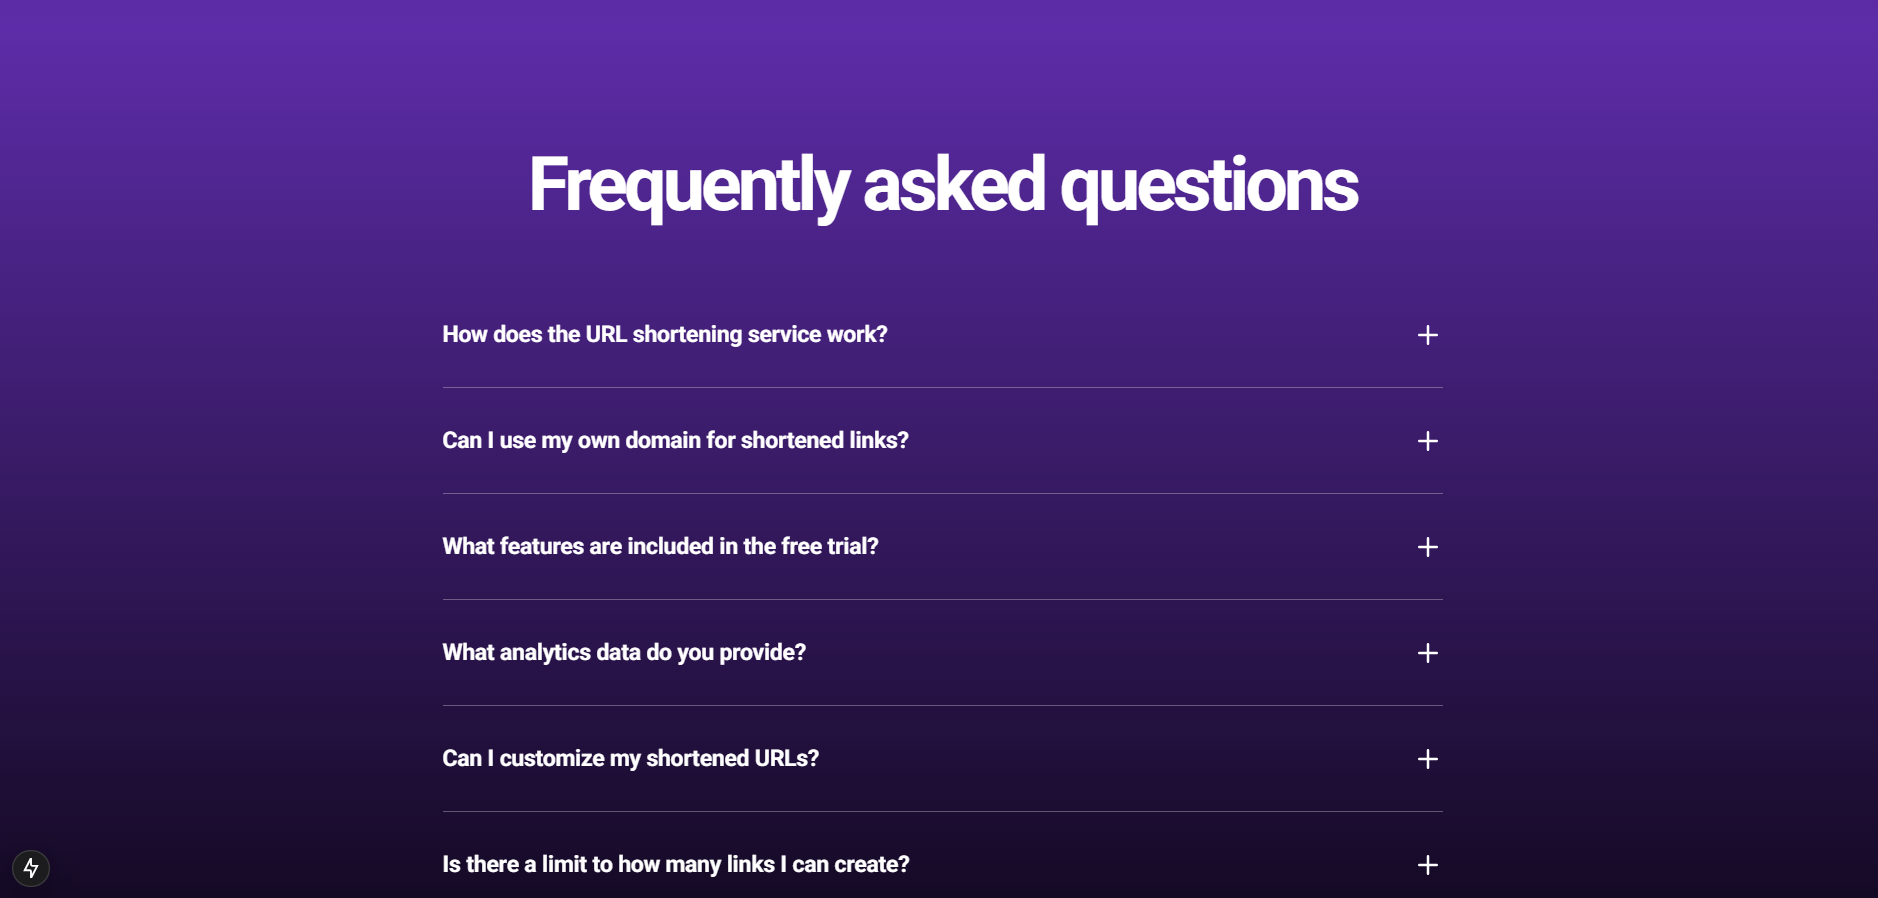 Frequently asked questions
How does the URL shortening service work?
Can I use my own domain for shortened links?
What features are included in the free trial?
What analytics data do you provide?
Can I customize my shortened URLs?
Is there a limit to how many links I can create?